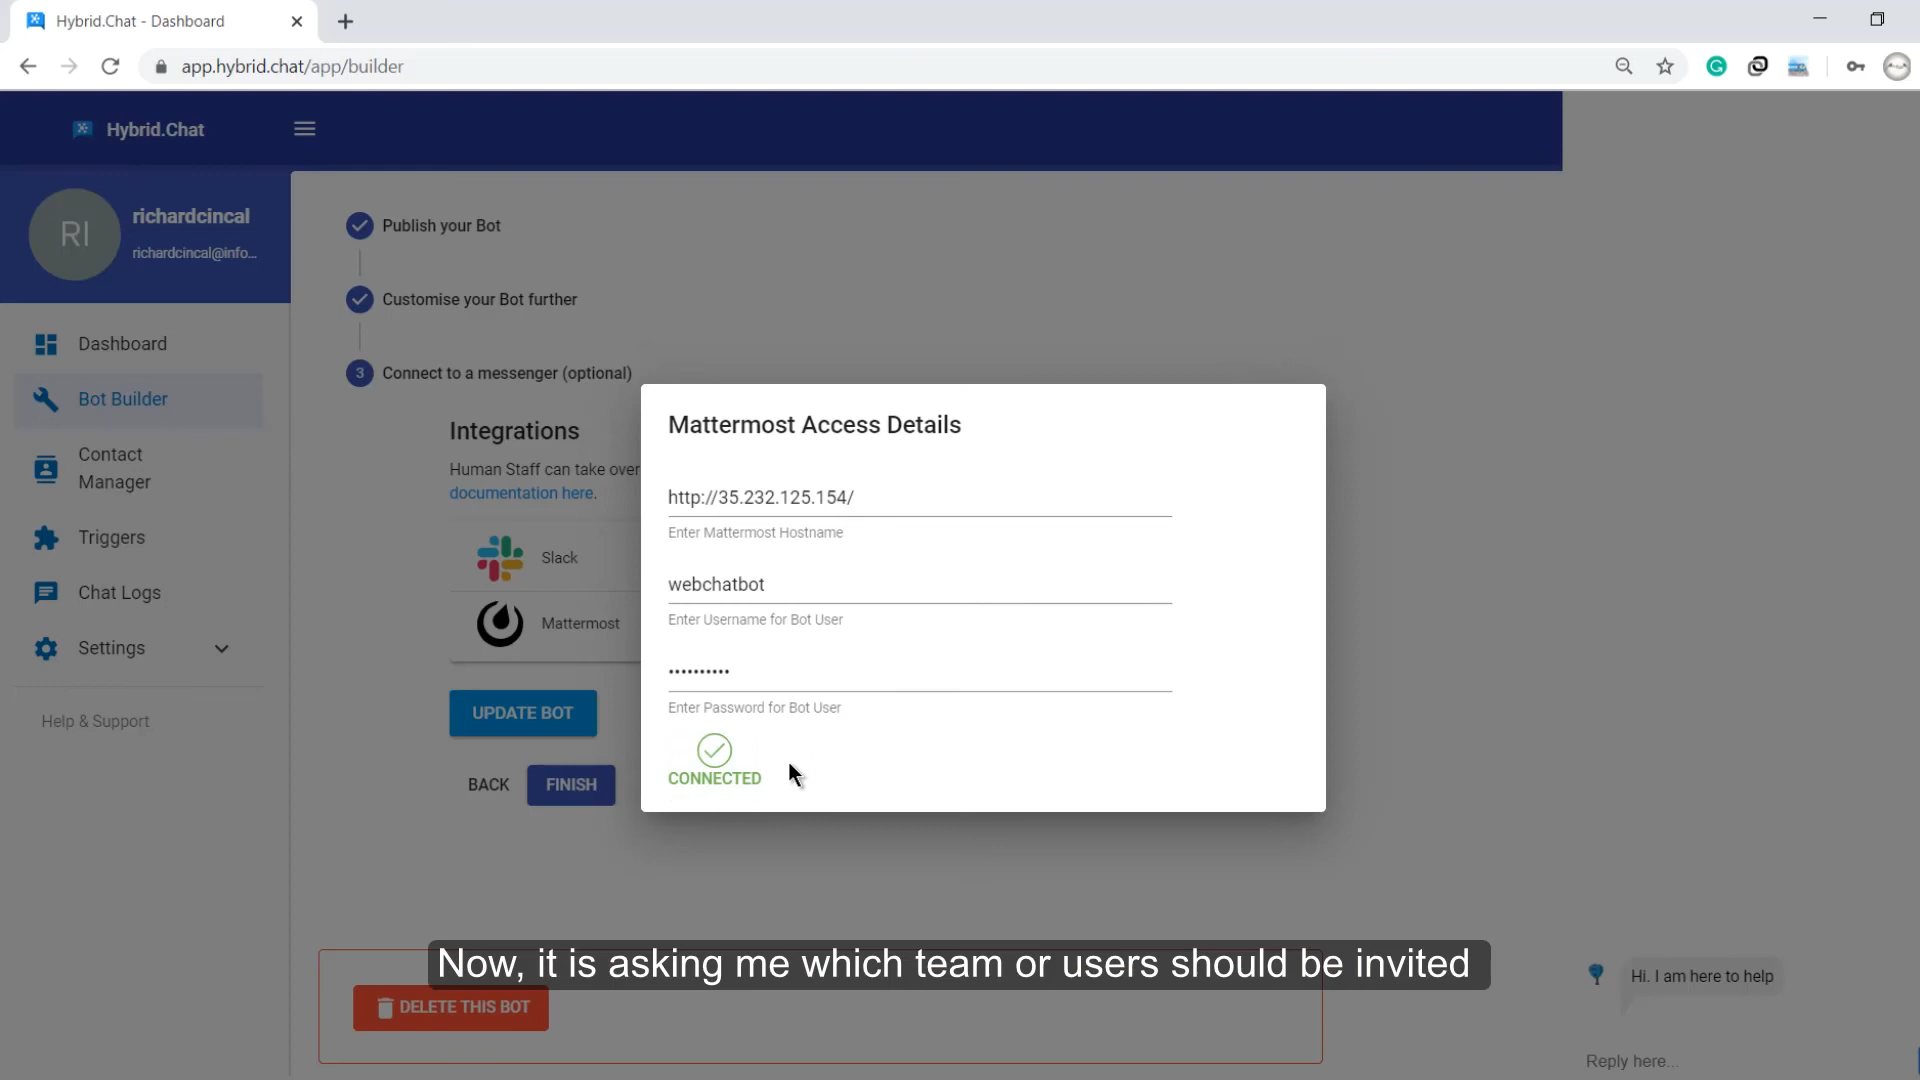 Hybrid.Chat - Dashboard
app.hybrid.chat/app/builder
Hybrid.Chat
RI
richardcincal
richardcincal@info...
Dashboard
Bot Builder
Contact
Manager
Triggers
Chat Logs
Settings
Help & Support
Publish your Bot
Customise your Bot further
3
Connect to a messenger (optional)
Integrations
Human Staff can take over
documentation here.
Slack
Mattermost
UPDATE BOT
BACK
FINISH
Mattermost Access Details
http://35.232.125.154/
Enter Mattermost Hostname
webchatbot
Enter Username for Bot User
••••••••••
Enter Password for Bot User
CONNECTED
Now, it is asking me which team or users should be invited
DELETE THIS BOT
Hi. I am here to help
Reply here...